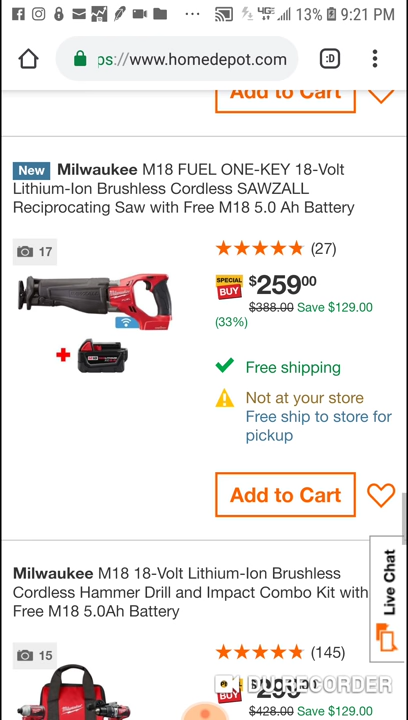 13% 9:21 PM
ps://www.homedepot.com :D
Add to Cart
New Milwaukee M18 FUEL ONE-KEY 18-Volt
Lithium-Ion Brushless Cordless SAWZALL
Reciprocating Saw with Free M18 5.0 Ah Battery
17
(27)
SPECIAL BUY $259.00
$388.00 Save $129.00
(33%)
Free shipping
Not at your store
Free ship to store for
pickup
Add to Cart
Live Chat
Milwaukee M18 18-Volt Lithium-Ion Brushless
Cordless Hammer Drill and Impact Combo Kit with
Free M18 5.0Ah Battery
15
(145)
BUY
DU RECORDER
$428.00 Save $129.00